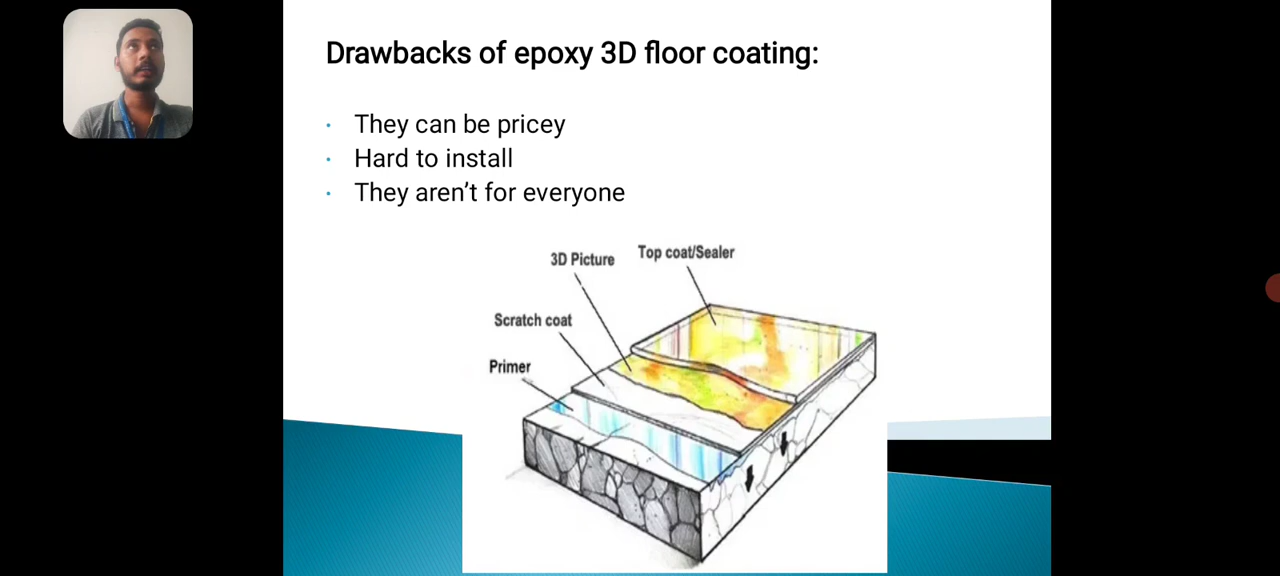 Drawbacks of epoxy 3D floor coating:
· They can be pricey
· Hard to install
· They aren’t for everyone
3D Picture
Top coat/Sealer
Scratch coat
Primer